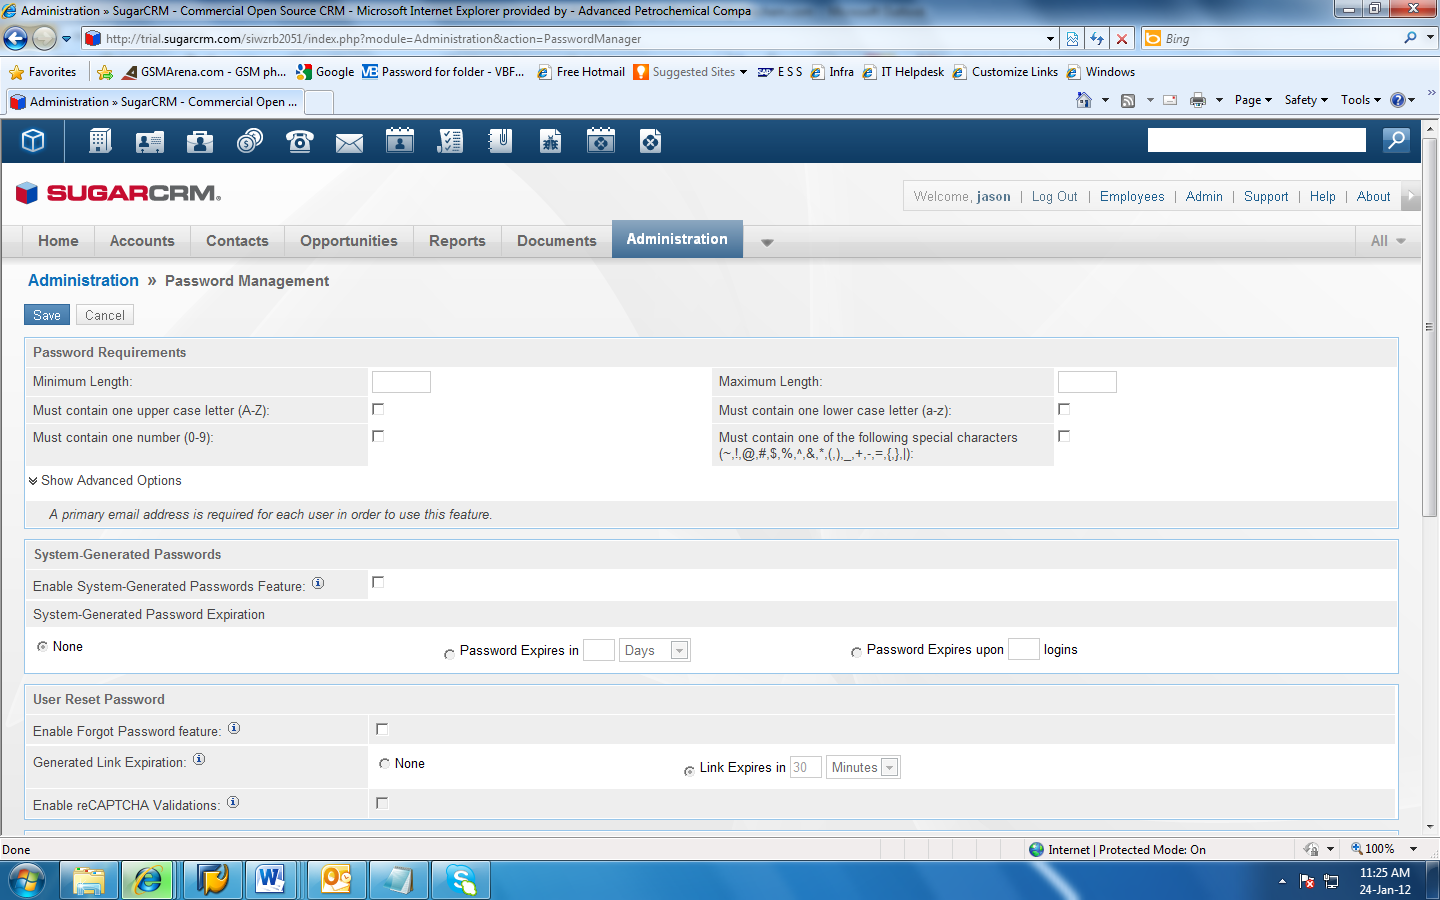 Administration » SugarCRM - Commercial Open Source CRM - Microsoft Internet Explorer provided by - Advanced Petrochemical Compa
http://trial.sugarcrm.com/siwzrb2051/index.php?module=Administration&action=PasswordManager
Bing
Favorites GSMArena.com - GSM ph... Google Password for folder - VBF... Free Hotmail Suggested Sites E S S Infra IT Helpdesk Customize Links Windows
Administration » SugarCRM - Commercial Open ...
Page Safety Tools
SUGARCRM.
Welcome, jason | Log Out | Employees | Admin | Support | Help | About
Home Accounts Contacts Opportunities Reports Documents Administration All
Administration » Password Management
Save Cancel
Password Requirements
Minimum Length: Maximum Length:
Must contain one upper case letter (A-Z): Must contain one lower case letter (a-z):
Must contain one number (0-9): Must contain one of the following special characters
(~,!,@,#,$,%,^,&,*,(,),_,+,-,=,{,},|):
Show Advanced Options
A primary email address is required for each user in order to use this feature.
System-Generated Passwords
Enable System-Generated Passwords Feature:
System-Generated Password Expiration
None Password Expires in Days Password Expires upon logins
User Reset Password
Enable Forgot Password feature:
Generated Link Expiration: None Link Expires in 30 Minutes
Enable reCAPTCHA Validations:
Done Internet | Protected Mode: On 100%
11:25 AM
24-Jan-12